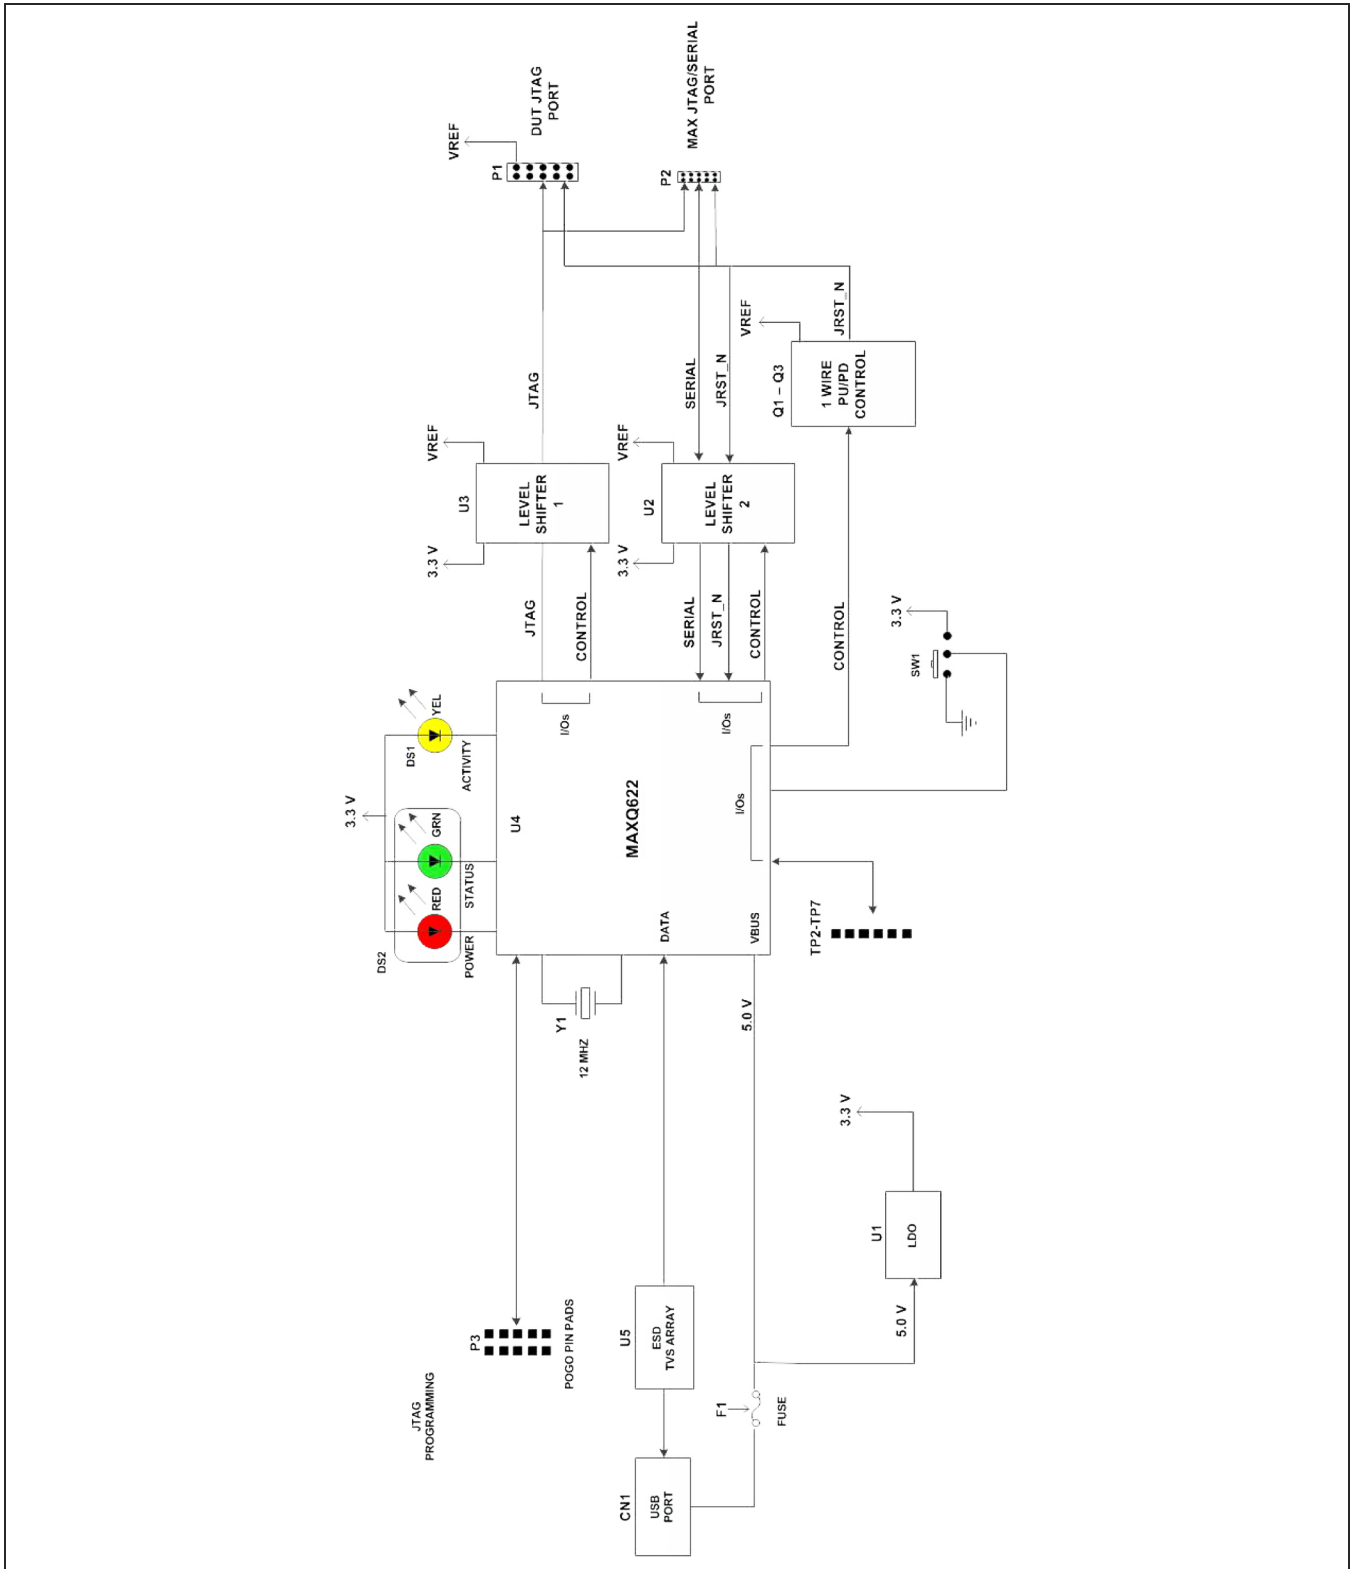 JTAG
PROGRAMMING
P3
POGO PIN PADS
CN1
USB
PORT
U5
ESD
TVS ARRAY
F1
FUSE
5.0 V
U1
LDO
3.3 V
5.0 V
Y1
12 MHZ
3.3 V
DS2
RED
GRN
POWER
STATUS
DS1
YEL
ACTIVITY
U4
MAXQ622
DATA
VBUS
I/Os
I/Os
I/Os
TP2-TP7
SW1
3.3 V
JTAG
CONTROL
SERIAL
JRST_N
CONTROL
CONTROL
3.3 V
U3
VREF
LEVEL
SHIFTER
1
3.3 V
U2
VREF
LEVEL
SHIFTER
2
JTAG
SERIAL
JRST_N
Q1 – Q3
1 WIRE
PU/PD
CONTROL
VREF
JRST_N
P1
VREF
DUT JTAG
PORT
P2
MAX JTAG/SERIAL
PORT